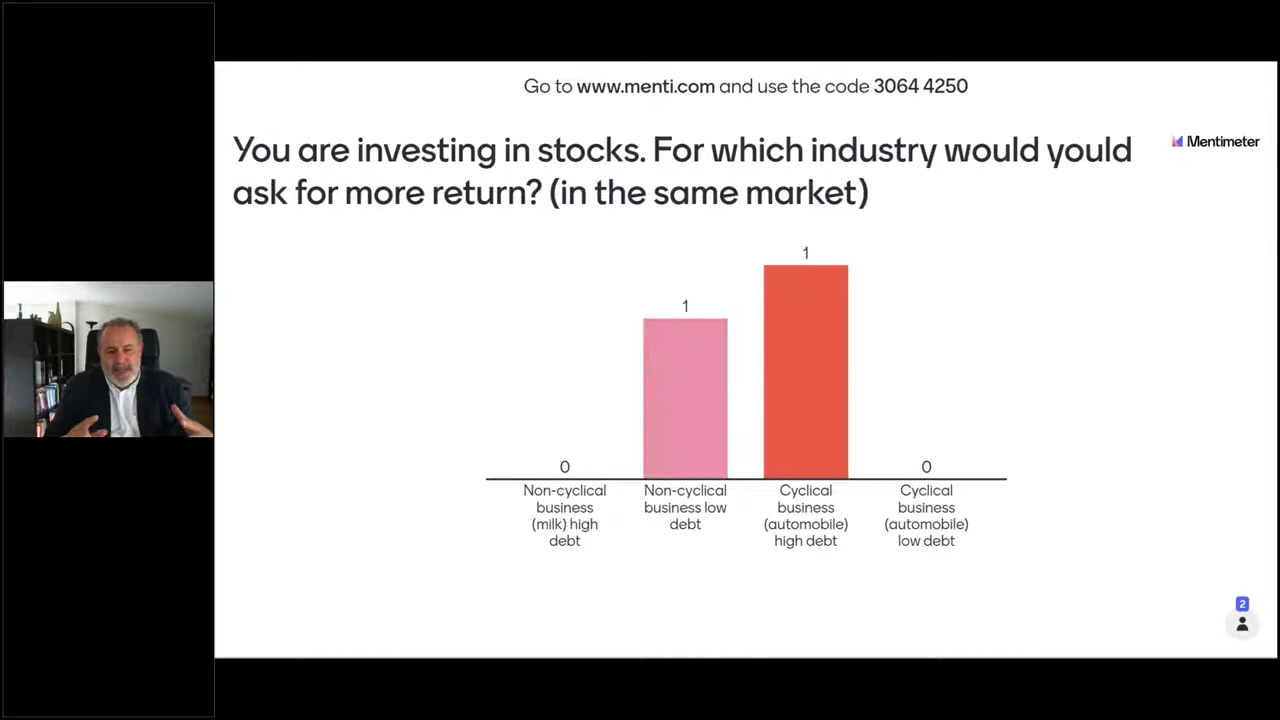 Go to www.menti.com and use the code 3064 4250
You are investing in stocks. For which industry would yould
ask for more return? (in the same market)
Mentimeter
1
1
0
0
Non-cyclical
business
(milk) high
debt
Non-cyclical
business low
debt
Cyclical
business
(automobile)
high debt
Cyclical
business
(automobile)
low debt
2